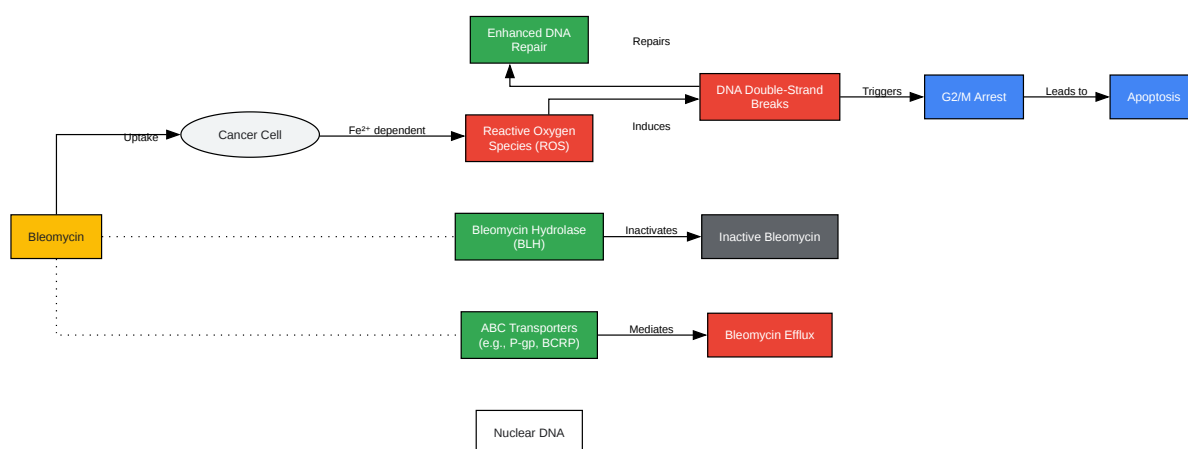 Enhanced DNA
Repair
Repairs
DNA Double-Strand
Breaks
Triggers
G2/M Arrest
Leads to
Apoptosis
Uptake
Cancer Cell
Fe²⁺ dependent
Reactive Oxygen
Species (ROS)
Induces
Bleomycin
Bleomycin Hydrolase
(BLH)
Inactivates
Inactive Bleomycin
ABC Transporters
(e.g., P-gp, BCRP)
Mediates
Bleomycin Efflux
Nuclear DNA